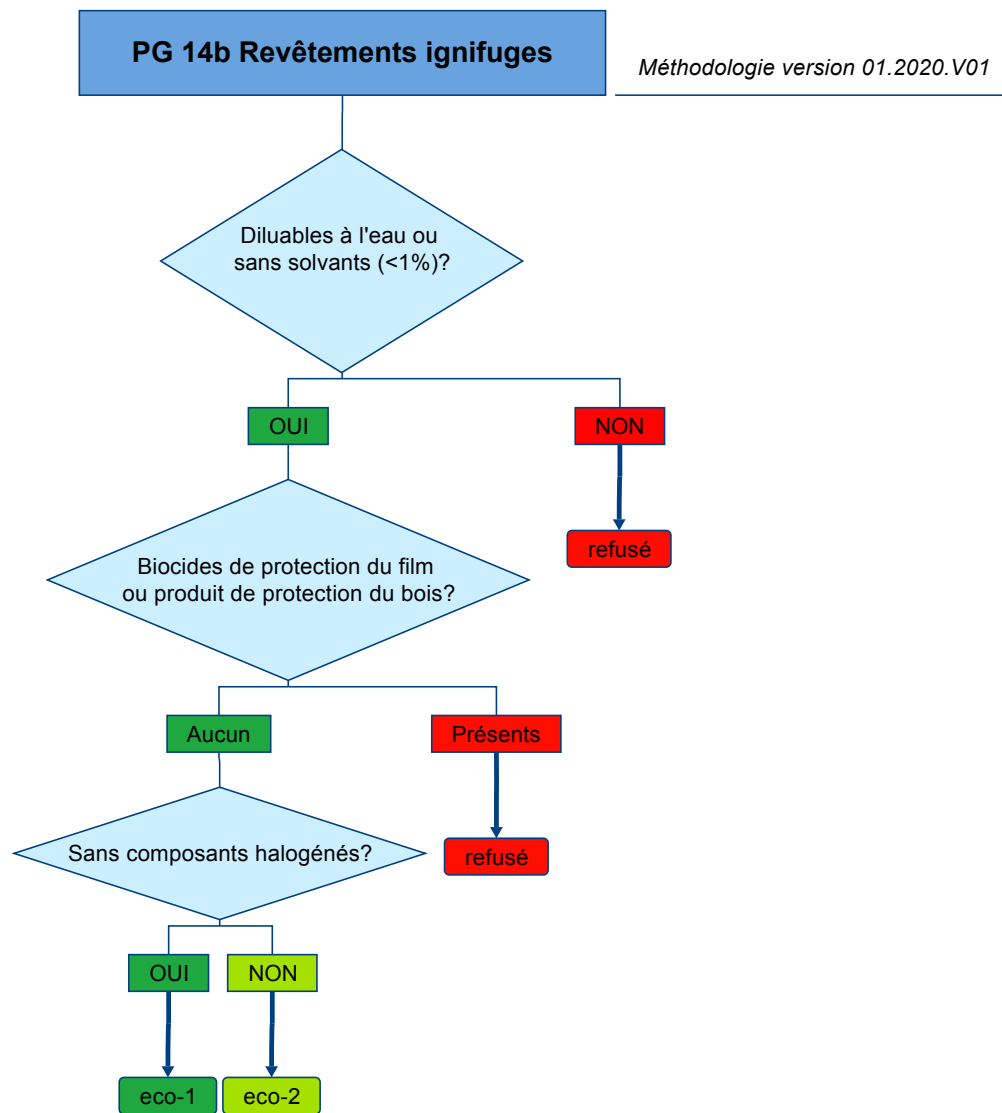 PG 14b Revêtements ignifuges
Méthodologie version 01.2020.V01
Diluables à l'eau ou
sans solvants (<1%)?
OUI
NON
refusé
Biocides de protection du film
ou produit de protection du bois?
Aucun
Présents
refusé
Sans composants halogénés?
OUI
NON
eco-1
eco-2